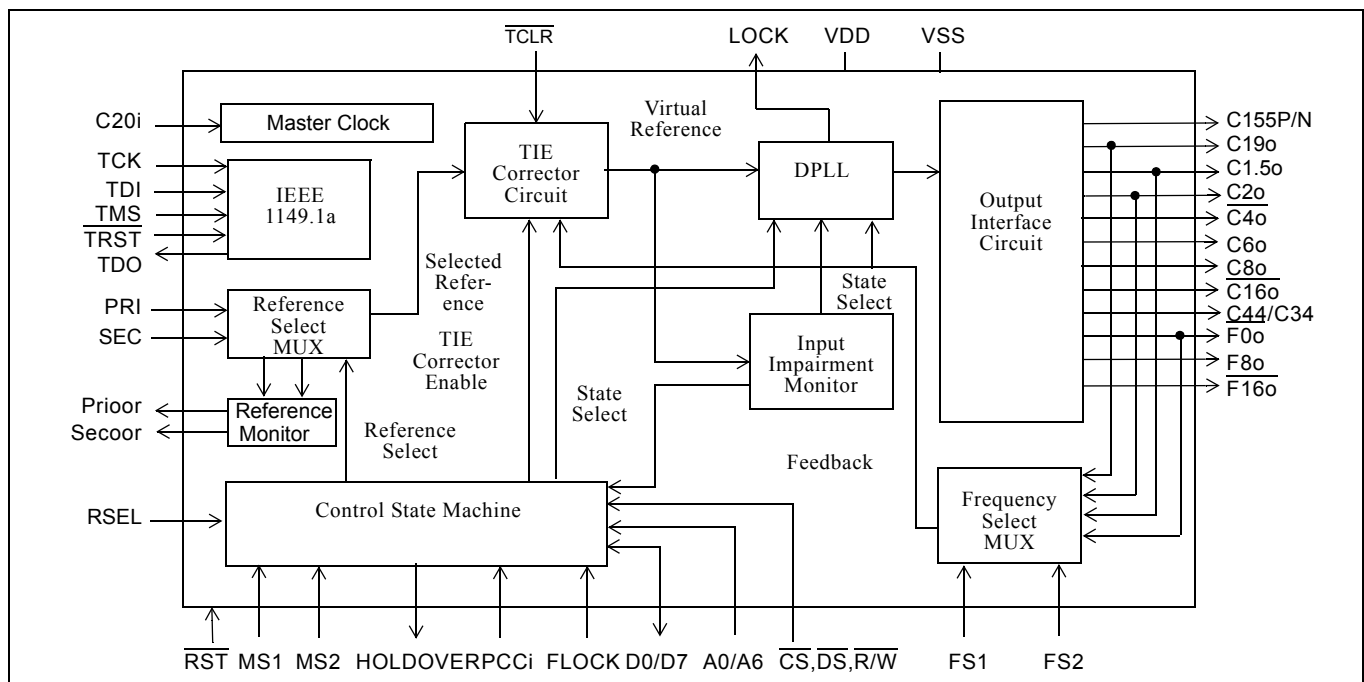 TCLR LOCK VDD VSS
C20i
Master Clock
TCK
TDI
TMS
TRST
TDO
IEEE
1149.1a
TIE
Corrector
Circuit
Virtual
Reference
DPLL
Output
Interface
Circuit
C155P/N
C19o
C1.5o
C2o
C4o
C6o
C8o
C16o
C44/C34
F0o
F8o
F16o
PRI
SEC
Reference
Select
MUX
Selected
Refer-
ence
TIE
Corrector
Enable
State
Select
Input
Impairment
Monitor
Prioor
Secoor
Reference
Monitor
Reference
Select
State
Select
Feedback
RSEL
Control State Machine
Frequency
Select
MUX
RST MS1 MS2 HOLDOVER PCCi FLOCK D0/D7 A0/A6 CS,DS,R/W FS1 FS2